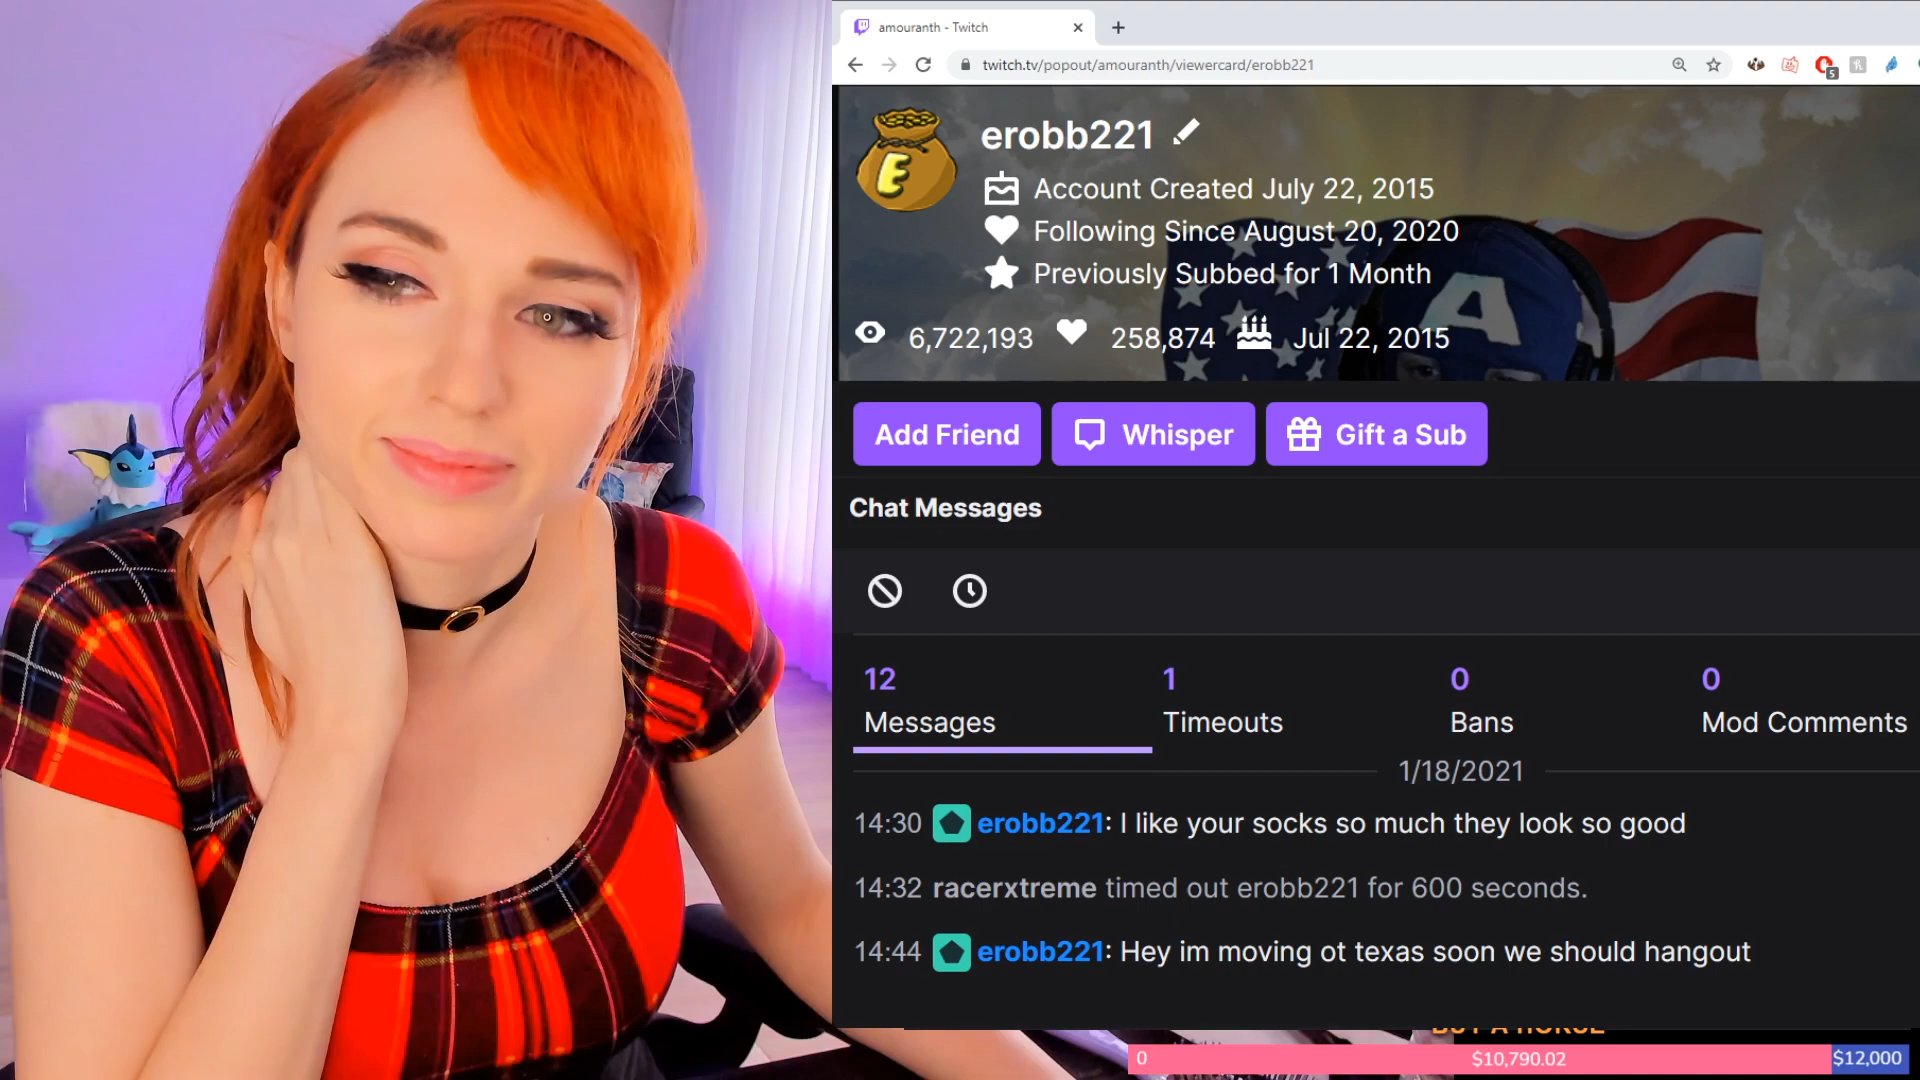 amouranth - Twitch
twitch.tv/popout/amouranth/viewercard/erobb221
5
E
A
erobb221
Account Created July 22, 2015
Following Since August 20, 2020
Previously Subbed for 1 Month
6,722,193 258,874 Jul 22, 2015
Add Friend Whisper Gift a Sub
Chat Messages
12 1 0 0
Messages Timeouts Bans Mod Comments
1/18/2021
14:30 erobb221: I like your socks so much they look so good
14:32 racerxtreme timed out erobb221 for 600 seconds.
14:44 erobb221: Hey im moving ot texas soon we should hangout
BUY A HORSE
0 $10,790.02 $12,000